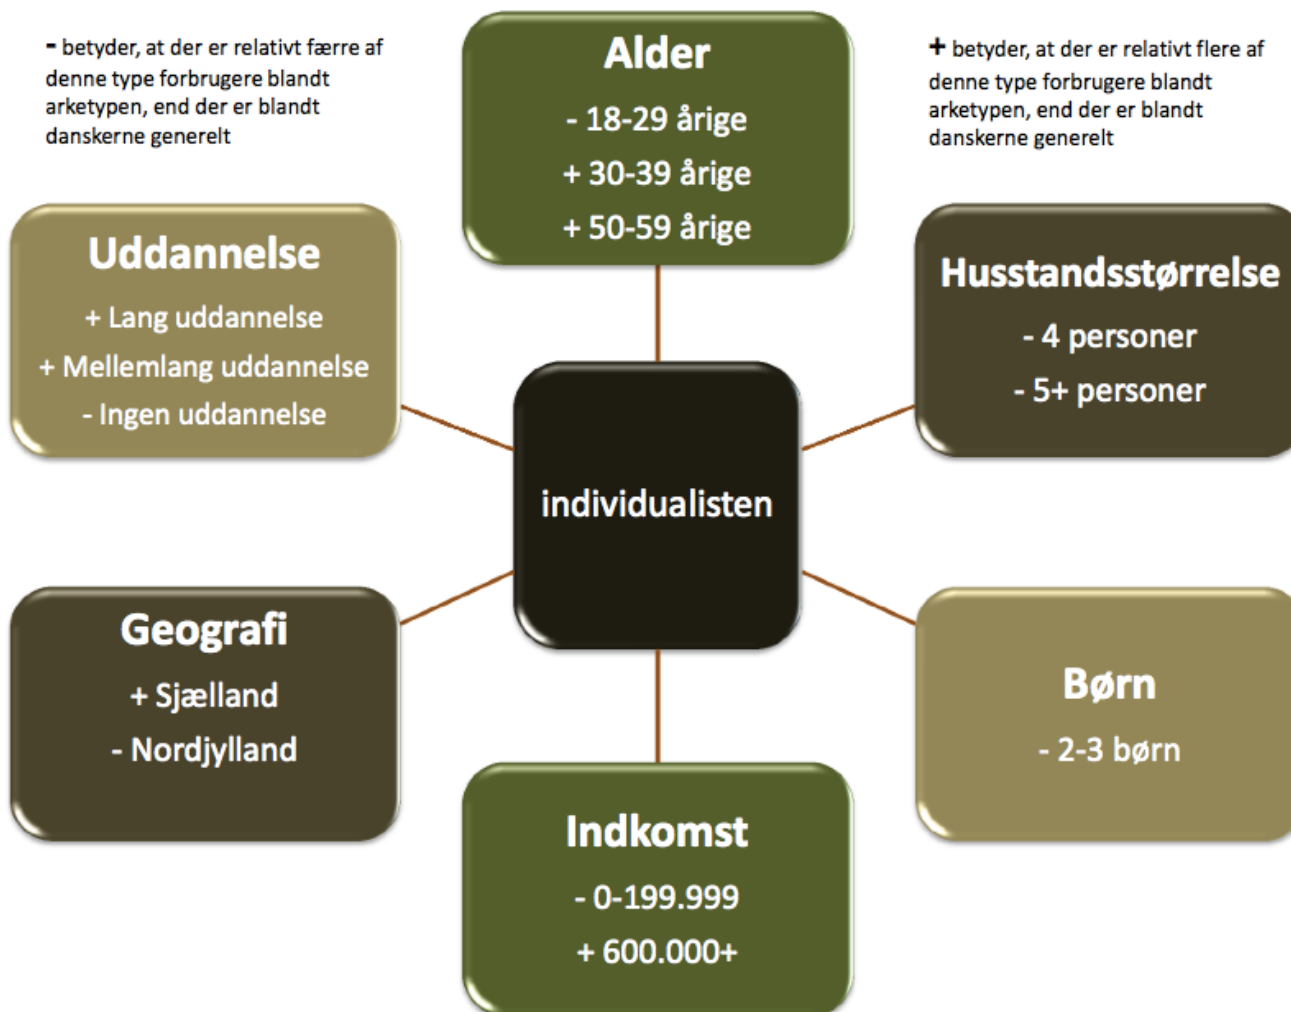 - betyder, at der er relativt færre af
denne type forbrugere blandt
arketypen, end der er blandt
danskerne generelt
Alder
- 18-29 årige
+ 30-39 årige
+ 50-59 årige
+ betyder, at der er relativt flere af
denne type forbrugere blandt
arketypen, end der er blandt
danskerne generelt
Uddannelse
+ Lang uddannelse
+ Mellemlang uddannelse
- Ingen uddannelse
Husstandsstørrelse
- 4 personer
- 5+ personer
individualisten
Geografi
+ Sjælland
- Nordjylland
Børn
- 2-3 børn
Indkomst
- 0-199.999
+ 600.000+